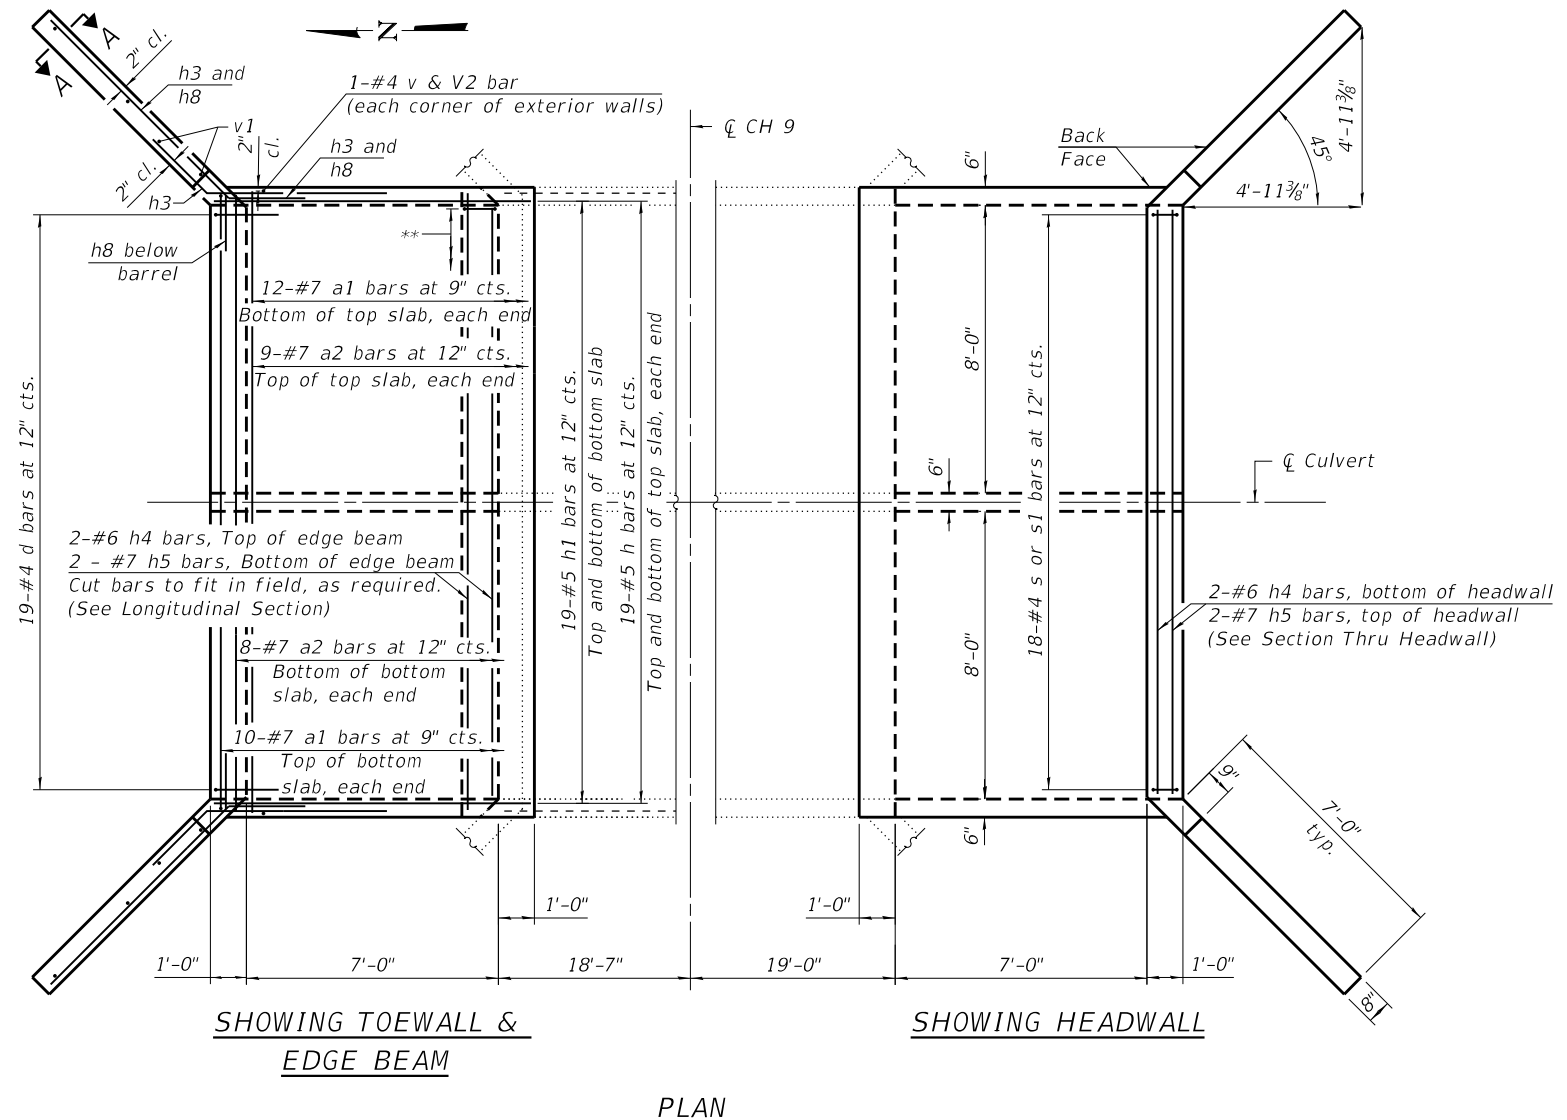 N
A
A
2" cl.
h3 and
h8
1-#4 v & V2 bar
(each corner of exterior walls)
v1
2"
cl.
h3 and
h8
2" cl.
h3
℄ CH 9
Back
Face
6"
45°
4'-11⅜"
4'-11⅜"
h8 below
barrel
**
12-#7 a1 bars at 9" cts.
Bottom of top slab, each end
9-#7 a2 bars at 12" cts.
Top of top slab, each end
19-#4 d bars at 12" cts.
19-#5 h1 bars at 12" cts.
Top and bottom of bottom slab
19-#5 h bars at 12" cts.
Top and bottom of top slab, each end
8'-0"
6"
18-#4 s or s1 bars at 12" cts.
℄ Culvert
2-#6 h4 bars, Top of edge beam
2 - #7 h5 bars, Bottom of edge beam
Cut bars to fit in field, as required.
(See Longitudinal Section)
8'-0"
2-#6 h4 bars, bottom of headwall
2-#7 h5 bars, top of headwall
(See Section Thru Headwall)
8-#7 a2 bars at 12" cts.
Bottom of bottom
slab, each end
10-#7 a1 bars at 9" cts.
Top of bottom
slab, each end
6"
9"
7'-0"
typ.
8"
1'-0"
1'-0"
1'-0"
7'-0"
18'-7"
19'-0"
7'-0"
1'-0"
SHOWING TOEWALL &
EDGE BEAM
SHOWING HEADWALL
PLAN